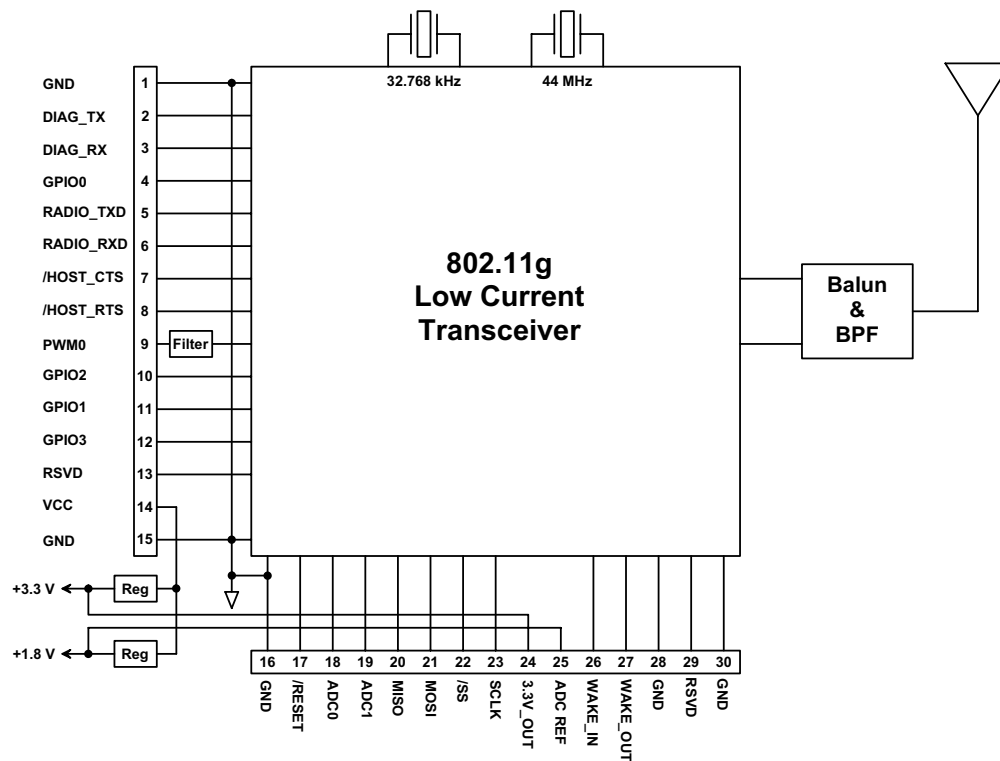 32.768 kHz
44 MHz
GND 1
DIAG_TX 2
DIAG_RX 3
GPIO0 4
RADIO_TXD 5
RADIO_RXD 6
/HOST_CTS 7
/HOST_RTS 8
PWM0 9 Filter
GPIO2 10
GPIO1 11
GPIO3 12
RSVD 13
VCC 14
GND 15
802.11g
Low Current
Transceiver
Balun
&
BPF
+3.3 V Reg
+1.8 V Reg
16 17 18 19 20 21 22 23 24 25 26 27 28 29 30
GND
/RESET
ADC0
ADC1
MISO
MOSI
/SS
SCLK
3.3V_OUT
ADC REF
WAKE_IN
WAKE_OUT
GND
RSVD
GND